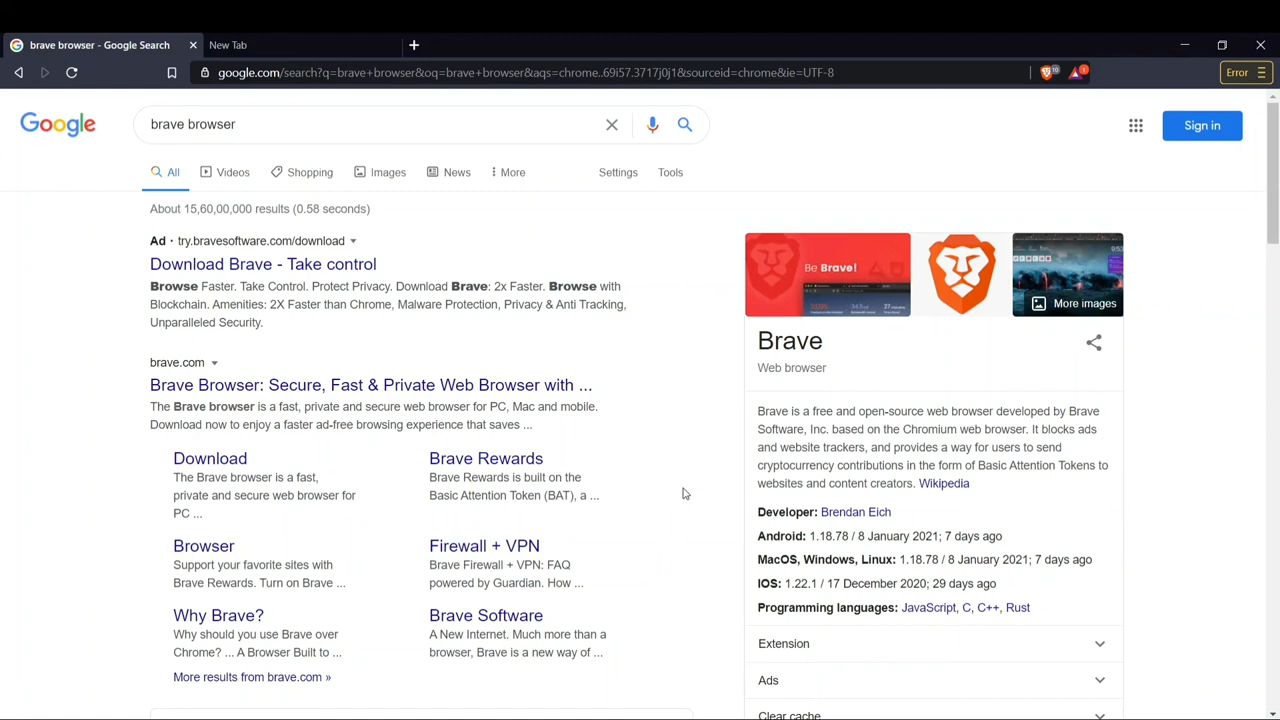 brave browser - Google Search
New Tab
google.com/search?q=brave+browser&oq=brave+browser&aqs=chrome..69i57.3717j0j1&sourceid=chrome&ie=UTF-8
10
1
Error
Google
brave browser
Sign in
All
Videos
Shopping
Images
News
More
Settings
Tools
About 15,60,00,000 results (0.58 seconds)
Ad · try.bravesoftware.com/download
Download Brave - Take control
Browse Faster. Take Control. Protect Privacy. Download Brave: 2x Faster. Browse with
Blockchain. Amenities: 2X Faster than Chrome, Malware Protection, Privacy & Anti Tracking,
Unparalleled Security.
brave.com
Brave Browser: Secure, Fast & Private Web Browser with ...
The Brave browser is a fast, private and secure web browser for PC, Mac and mobile.
Download now to enjoy a faster ad-free browsing experience that saves ...
Download
The Brave browser is a fast,
private and secure web browser for
PC ...
Brave Rewards
Brave Rewards is built on the
Basic Attention Token (BAT), a ...
Browser
Support your favorite sites with
Brave Rewards. Turn on Brave ...
Firewall + VPN
Brave Firewall + VPN: FAQ
powered by Guardian. How ...
Why Brave?
Why should you use Brave over
Chrome? ... A Browser Built to ...
Brave Software
A New Internet. Much more than a
browser, Brave is a new way of ...
More results from brave.com »
Be Brave!
More images
Brave
Web browser
Brave is a free and open-source web browser developed by Brave
Software, Inc. based on the Chromium web browser. It blocks ads
and website trackers, and provides a way for users to send
cryptocurrency contributions in the form of Basic Attention Tokens to
websites and content creators. Wikipedia
Developer: Brendan Eich
Android: 1.18.78 / 8 January 2021; 7 days ago
MacOS, Windows, Linux: 1.18.78 / 8 January 2021; 7 days ago
IOS: 1.22.1 / 17 December 2020; 29 days ago
Programming languages: JavaScript, C, C++, Rust
Extension
Ads
Clear cache